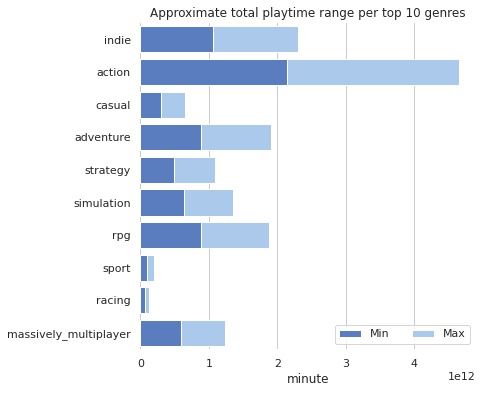 Approximate total playtime range per top 10 genres
indie
action
casual
adventure
strategy
simulation
rpg
sport
racing
massively_multiplayer
Min Max
0 1 2 3 4
1e12
minute